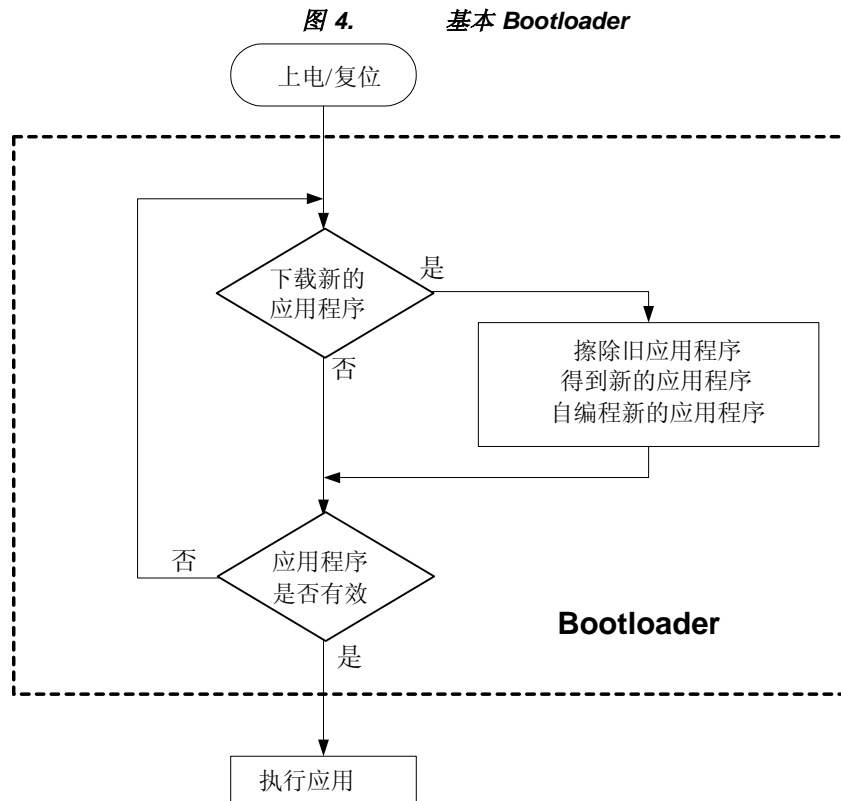 图 4. 基本 Bootloader
上电/复位
下载新的
应用程序
是
否
擦除旧应用程序
得到新的应用程序
自编程新的应用程序
否
应用程序
是否有效
Bootloader
是
执行应用